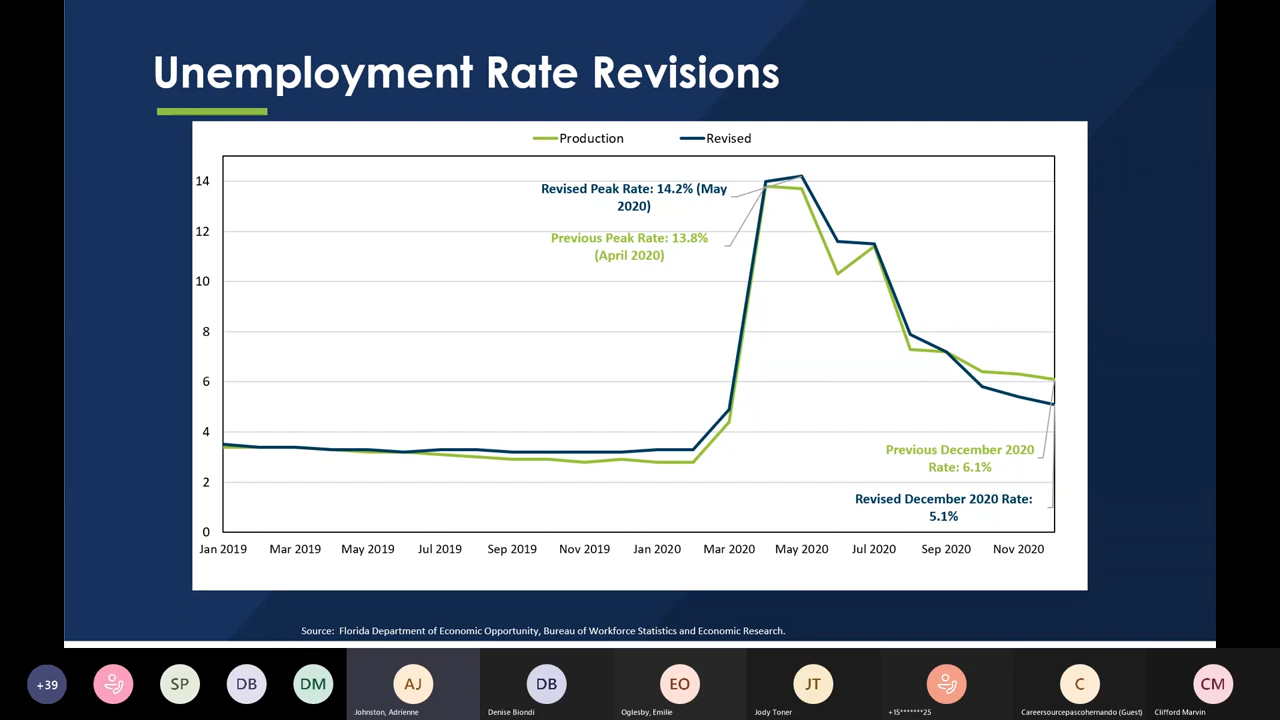 Unemployment Rate Revisions
Production
Revised
14
12
10
8
6
4
2
0
Revised Peak Rate: 14.2% (May
2020)
Previous Peak Rate: 13.8%
(April 2020)
Previous December 2020
Rate: 6.1%
Revised December 2020 Rate:
5.1%
Jan 2019 Mar 2019 May 2019 Jul 2019 Sep 2019 Nov 2019 Jan 2020 Mar 2020 May 2020 Jul 2020 Sep 2020 Nov 2020
Source: Florida Department of Economic Opportunity, Bureau of Workforce Statistics and Economic Research.
+39 SP DB DM AJ DB EO JT C CM
Johnston, Adrienne Denise Biondi Oglesby, Emilie Jody Toner +15*******25 Careersourcepascohernando (Guest) Clifford Marvin